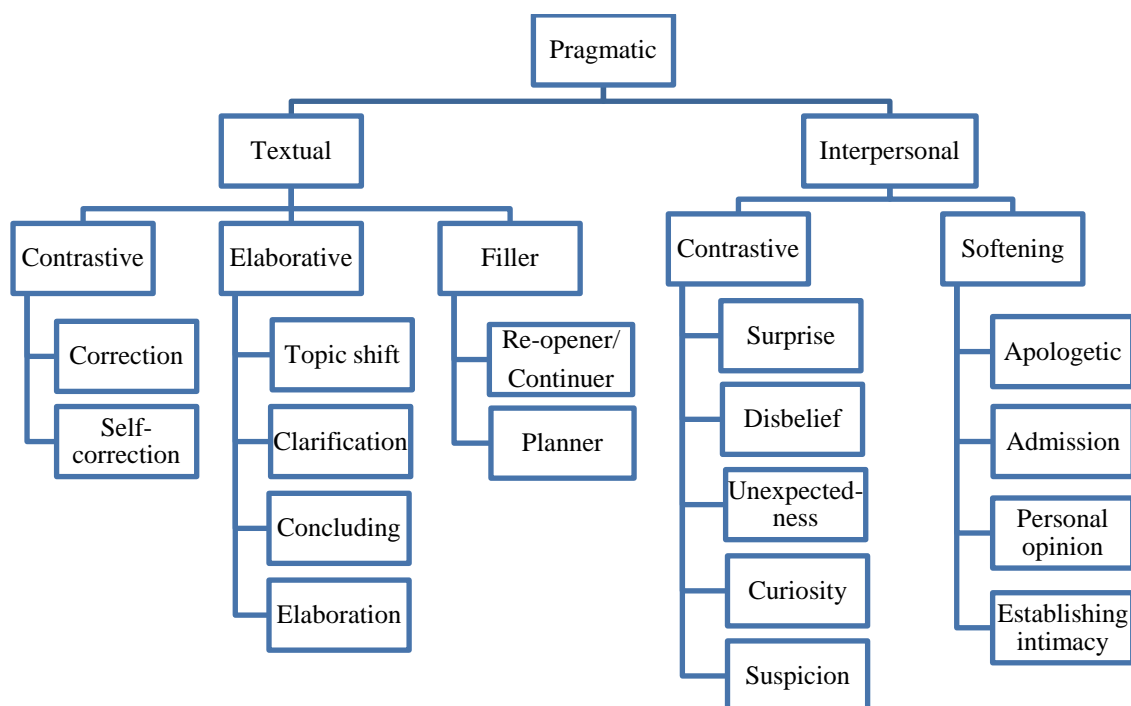 Pragmatic
Textual
Interpersonal
Contrastive
Elaborative
Filler
Contrastive
Softening
Correction
Self-
correction
Topic shift
Clarification
Concluding
Elaboration
Re-opener/
Continuer
Planner
Surprise
Disbelief
Unexpected-
ness
Curiosity
Suspicion
Apologetic
Admission
Personal
opinion
Establishing
intimacy